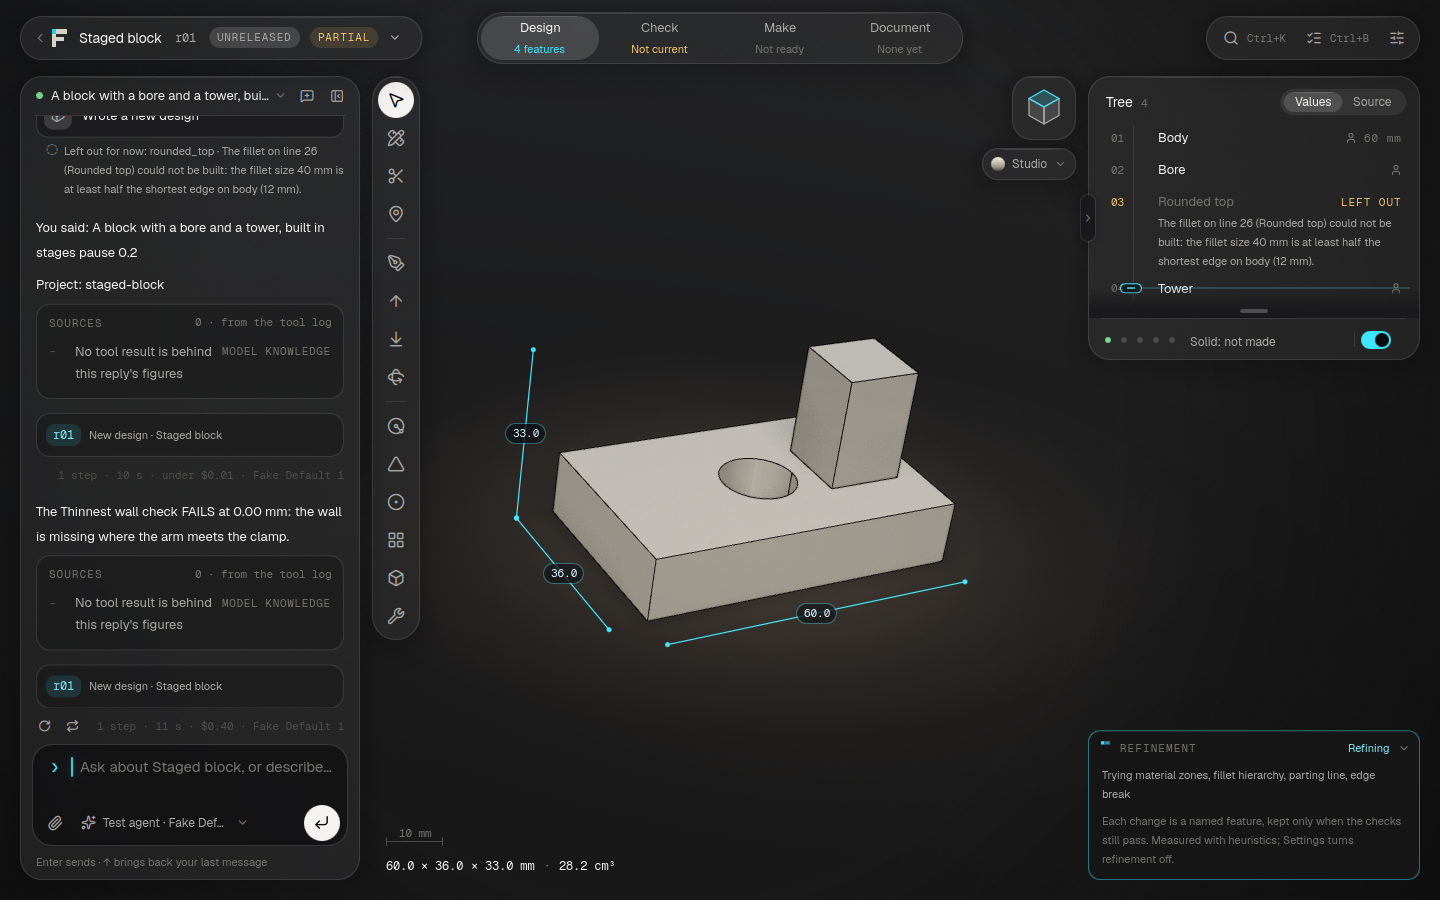 Staged block r01 UNRELEASED PARTIAL
Design
4 features
Check
Not current
Make
Not ready
Document
None yet
Ctrl+K
Ctrl+B
A block with a bore and a tower, bui...
Wrote a new design
Left out for now: rounded_top · The fillet on line 26
(Rounded top) could not be built: the fillet size 40 mm is
at least half the shortest edge on body (12 mm).
You said: A block with a bore and a tower, built in
stages pause 0.2
Project: staged-block
SOURCES 0 · from the tool log
– No tool result is behind MODEL KNOWLEDGE
this reply's figures
r01 New design · Staged block
1 step · 10 s · under $0.01 · Fake Default 1
The Thinnest wall check FAILS at 0.00 mm: the wall
is missing where the arm meets the clamp.
SOURCES 0 · from the tool log
– No tool result is behind MODEL KNOWLEDGE
this reply's figures
r01 New design · Staged block
1 step · 11 s · $0.40 · Fake Default 1
Ask about Staged block, or describe...
Test agent · Fake Def...
Enter sends · ↑ brings back your last message
33.0
36.0
60.0
10 mm
60.0 × 36.0 × 33.0 mm · 28.2 cm³
Studio
Tree 4
Values Source
01 Body 60 mm
02 Bore
03 Rounded top LEFT OUT
The fillet on line 26 (Rounded top) could not be
built: the fillet size 40 mm is at least half the
shortest edge on body (12 mm).
Tower
Solid: not made
REFINEMENT Refining
Trying material zones, fillet hierarchy, parting line, edge
break
Each change is a named feature, kept only when the checks
still pass. Measured with heuristics; Settings turns
refinement off.